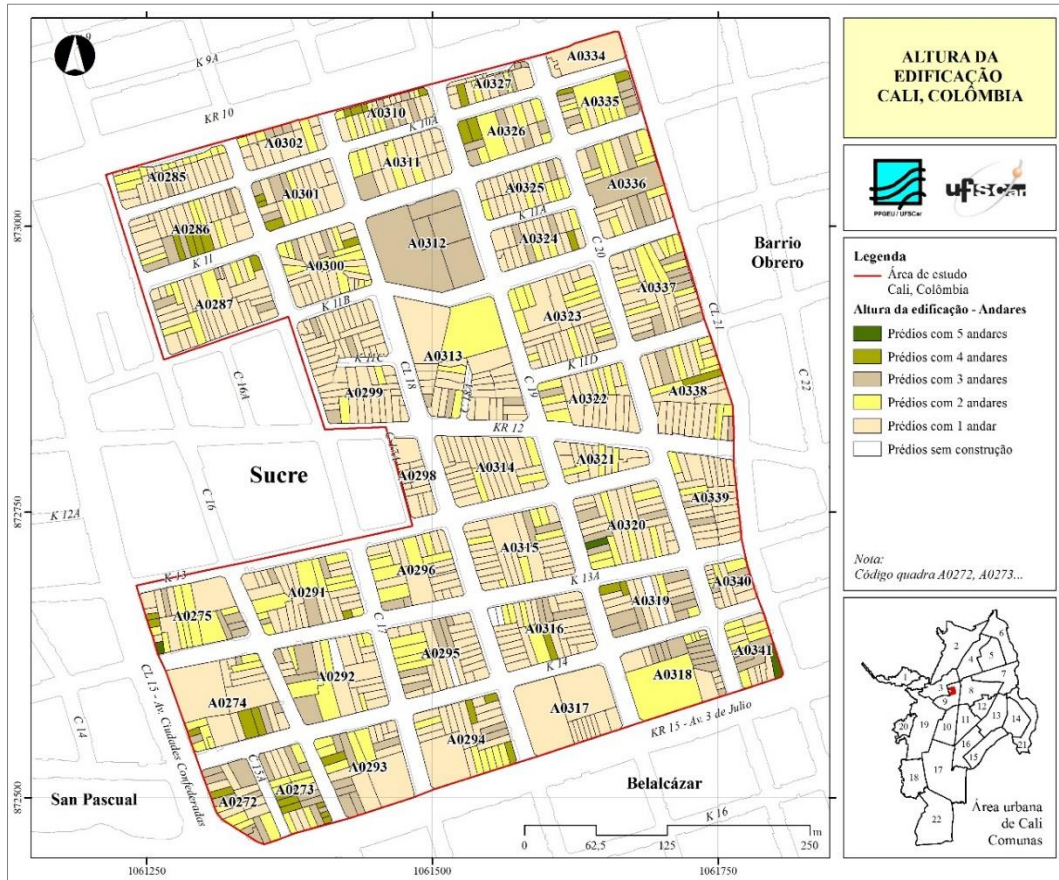 K 9A
KR 10
A0334
A0327
A0310
A0335
K 10A
A0326
A0302
A0311
A0285
A0301
A0325
A0336
K 11A
A0286
A0324
A0312
C 20
K 11
A0300
A0337
A0287
K 11B
A0323
CL 21
A0313
K 11C
CL 18
C 19
K 11D
C 16A
A0299
A0338
C 22
A0322
KR 12
A0298
A0314
A0321
Sucre
C 16
K 12A
A0339
A0320
A0315
A0296
K 13
K 13A
A0291
A0340
A0275
A0319
C 17
A0316
A0295
A0341
K 14
A0292
A0318
A0274
A0317
CL 15 - Av. Ciudades Confederadas
C 14
A0294
KR 15 - Av. 3 de Julio
A0293
C 15A
A0273
A0272
San Pascual
Belalcázar
K 16
Barrio
Obrero
0 62,5 125 250
m
873000
872750
872500
1061250 1061500 1061750
ALTURA DA
EDIFICAÇÃO
CALI, COLÔMBIA
PPGEU / UFSCar
ufscar
Legenda
Área de estudo
Cali, Colômbia
Altura da edificação - Andares
Prédios com 5 andares
Prédios com 4 andares
Prédios com 3 andares
Prédios com 2 andares
Prédios com 1 andar
Prédios sem construção
Nota:
Código quadra A0272, A0273...
6
2
5
4
1
7
3
8
9
12
13
14
20
19
10
11
21
16
15
18
17
22
Área urbana
de Cali
Comunas